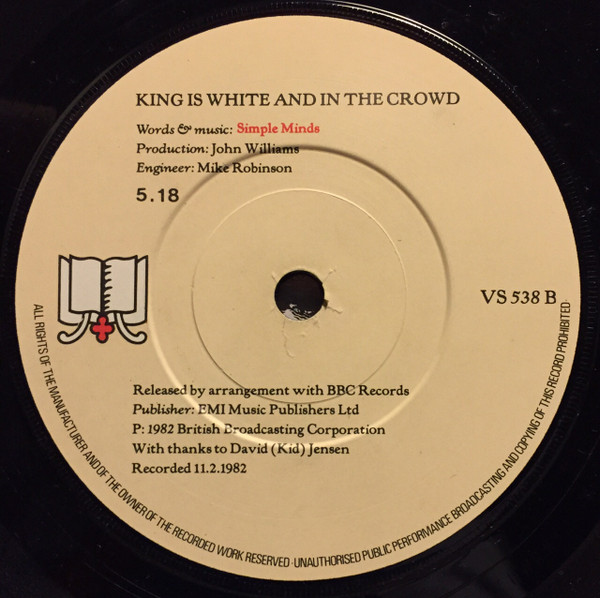 KING IS WHITE AND IN THE CROWD
Words & music: Simple Minds
Production: John Williams
Engineer: Mike Robinson
5.18
VS 538 B
Released by arrangement with BBC Records
Publisher: EMI Music Publishers Ltd
P: 1982 British Broadcasting Corporation
With thanks to David (Kid) Jensen
Recorded 11.2.1982
ALL RIGHTS OF THE MANUFACTURER AND OF THE OWNER OF THE RECORDED WORK RESERVED · UNAUTHORISED PUBLIC PERFORMANCE BROADCASTING AND COPYING OF THIS RECORD PROHIBITED ·